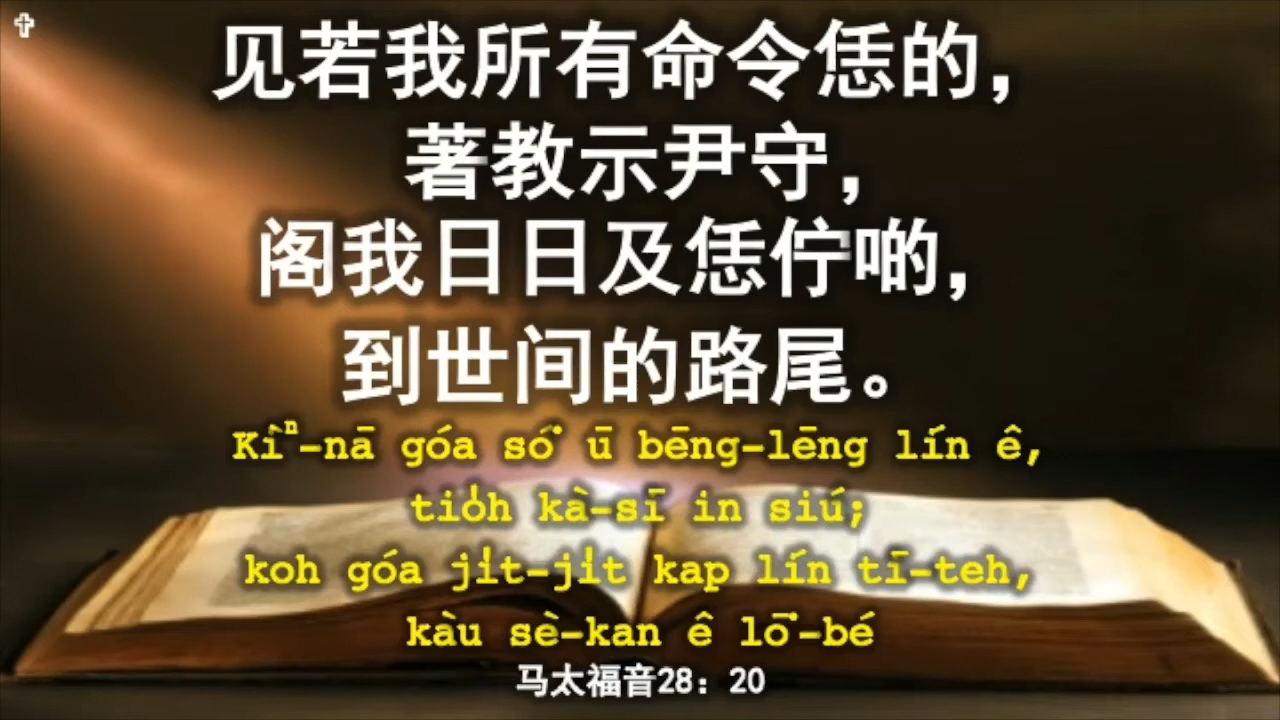 见若我所有命令恁的，
著教示尹守，
阁我日日及恁佇啲，
到世间的路尾。
Kìⁿ-nā góa só͘ ū bēng-lēng lín ê,
tio̍h kà-sī in siú;
koh góa ji̍t-ji̍t kap lín tī-teh,
kàu sè-kan ê lō͘-bé
马太福音28：20